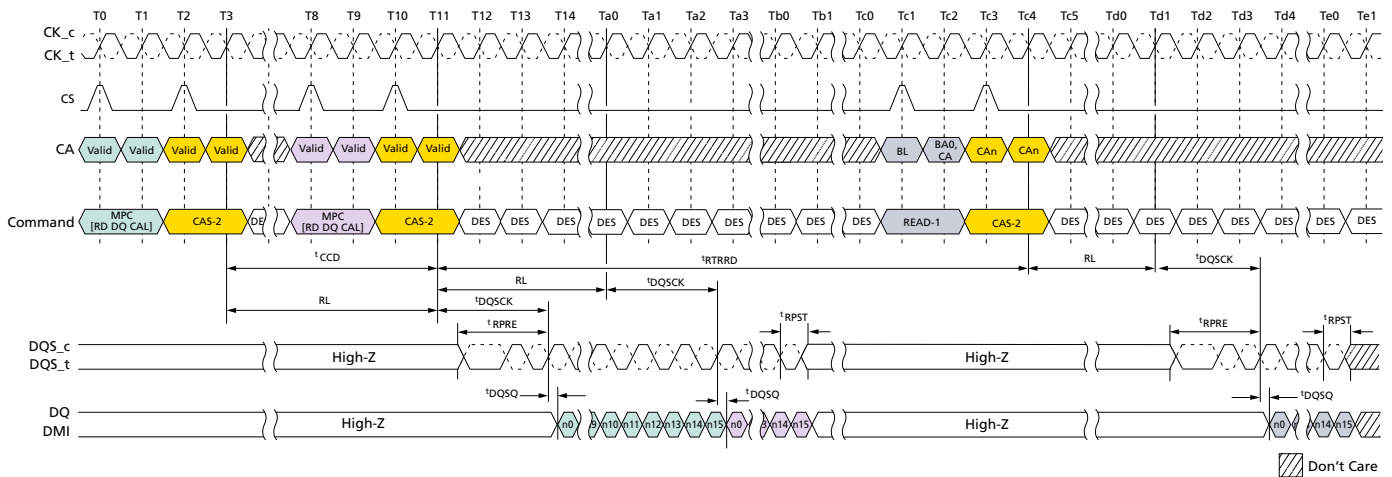 T0 T1 T2 T3 T8 T9 T10 T11 T12 T13 T14 Ta0 Ta1 Ta2 Ta3 Tb0 Tb1 Tc0 Tc1 Tc2 Tc3 Tc4 Tc5 Td0 Td1 Td2 Td3 Td4 Te0 Te1
CK_c
CK_t
CS
CA Valid Valid Valid Valid Valid Valid Valid Valid BL BA0, CA CAn CAn
Command MPC [RD DQ CAL] CAS-2 DE MPC [RD DQ CAL] CAS-2 DES DES DES DES DES DES DES DES DES DES READ-1 CAS-2 DES DES DES DES DES DES DES DES
tCCD tRTRRD RL tDQSCK
RL tDQSCK
RL tDQSCK
tRPRE tRPST tRPRE tRPST
DQS_c
DQS_t
High-Z High-Z
tDQSQ tDQSQ tDQSQ
DQ
DMI
High-Z n0 9 n10 n11 n12 n13 n14 n15 n0 3 n14 n15 High-Z n0 n14 n15
Don't Care